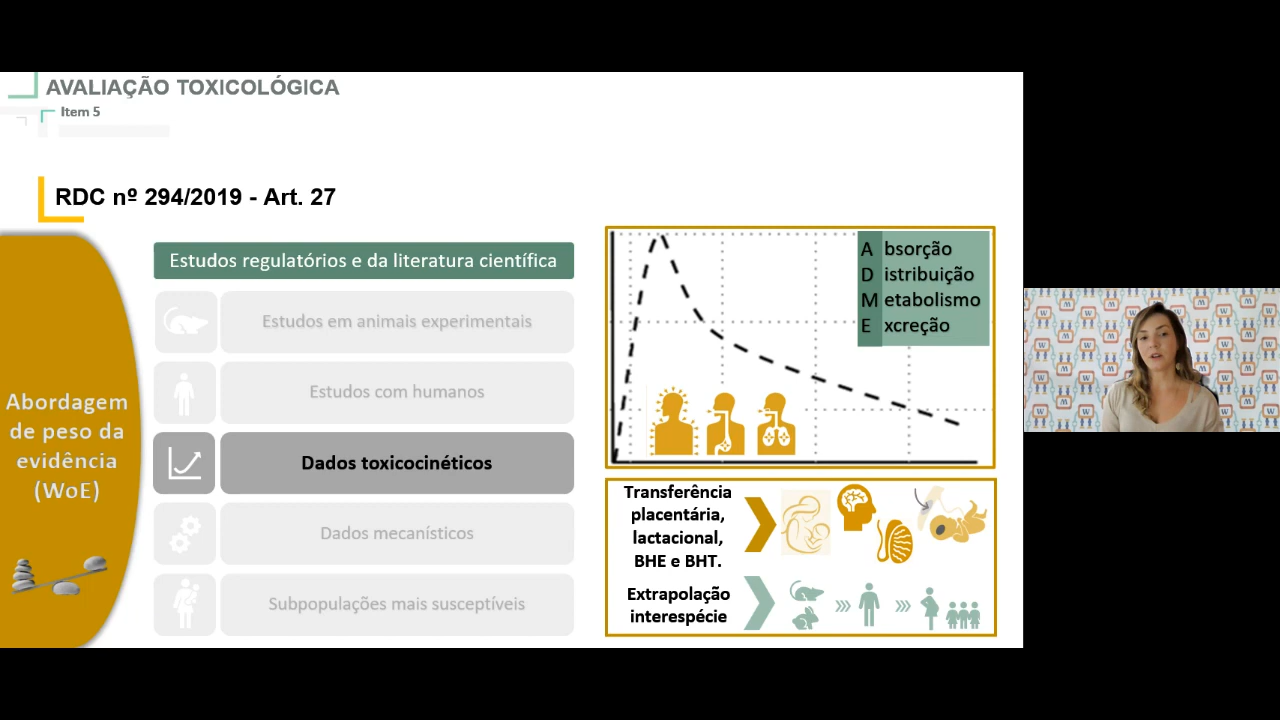 AVALIAÇÃO TOXICOLÓGICA
Item 5
RDC nº 294/2019 - Art. 27
Abordagem
de peso da
evidência
(WoE)
Estudos regulatórios e da literatura científica
Estudos em animais experimentais
Estudos com humanos
Dados toxicocinéticos
Dados mecanísticos
Subpopulações mais susceptíveis
A bsorção
D istribuição
M etabolismo
E xcreção
Transferência
placentária,
lactacional,
BHE e BHT.
Extrapolação
interespécie